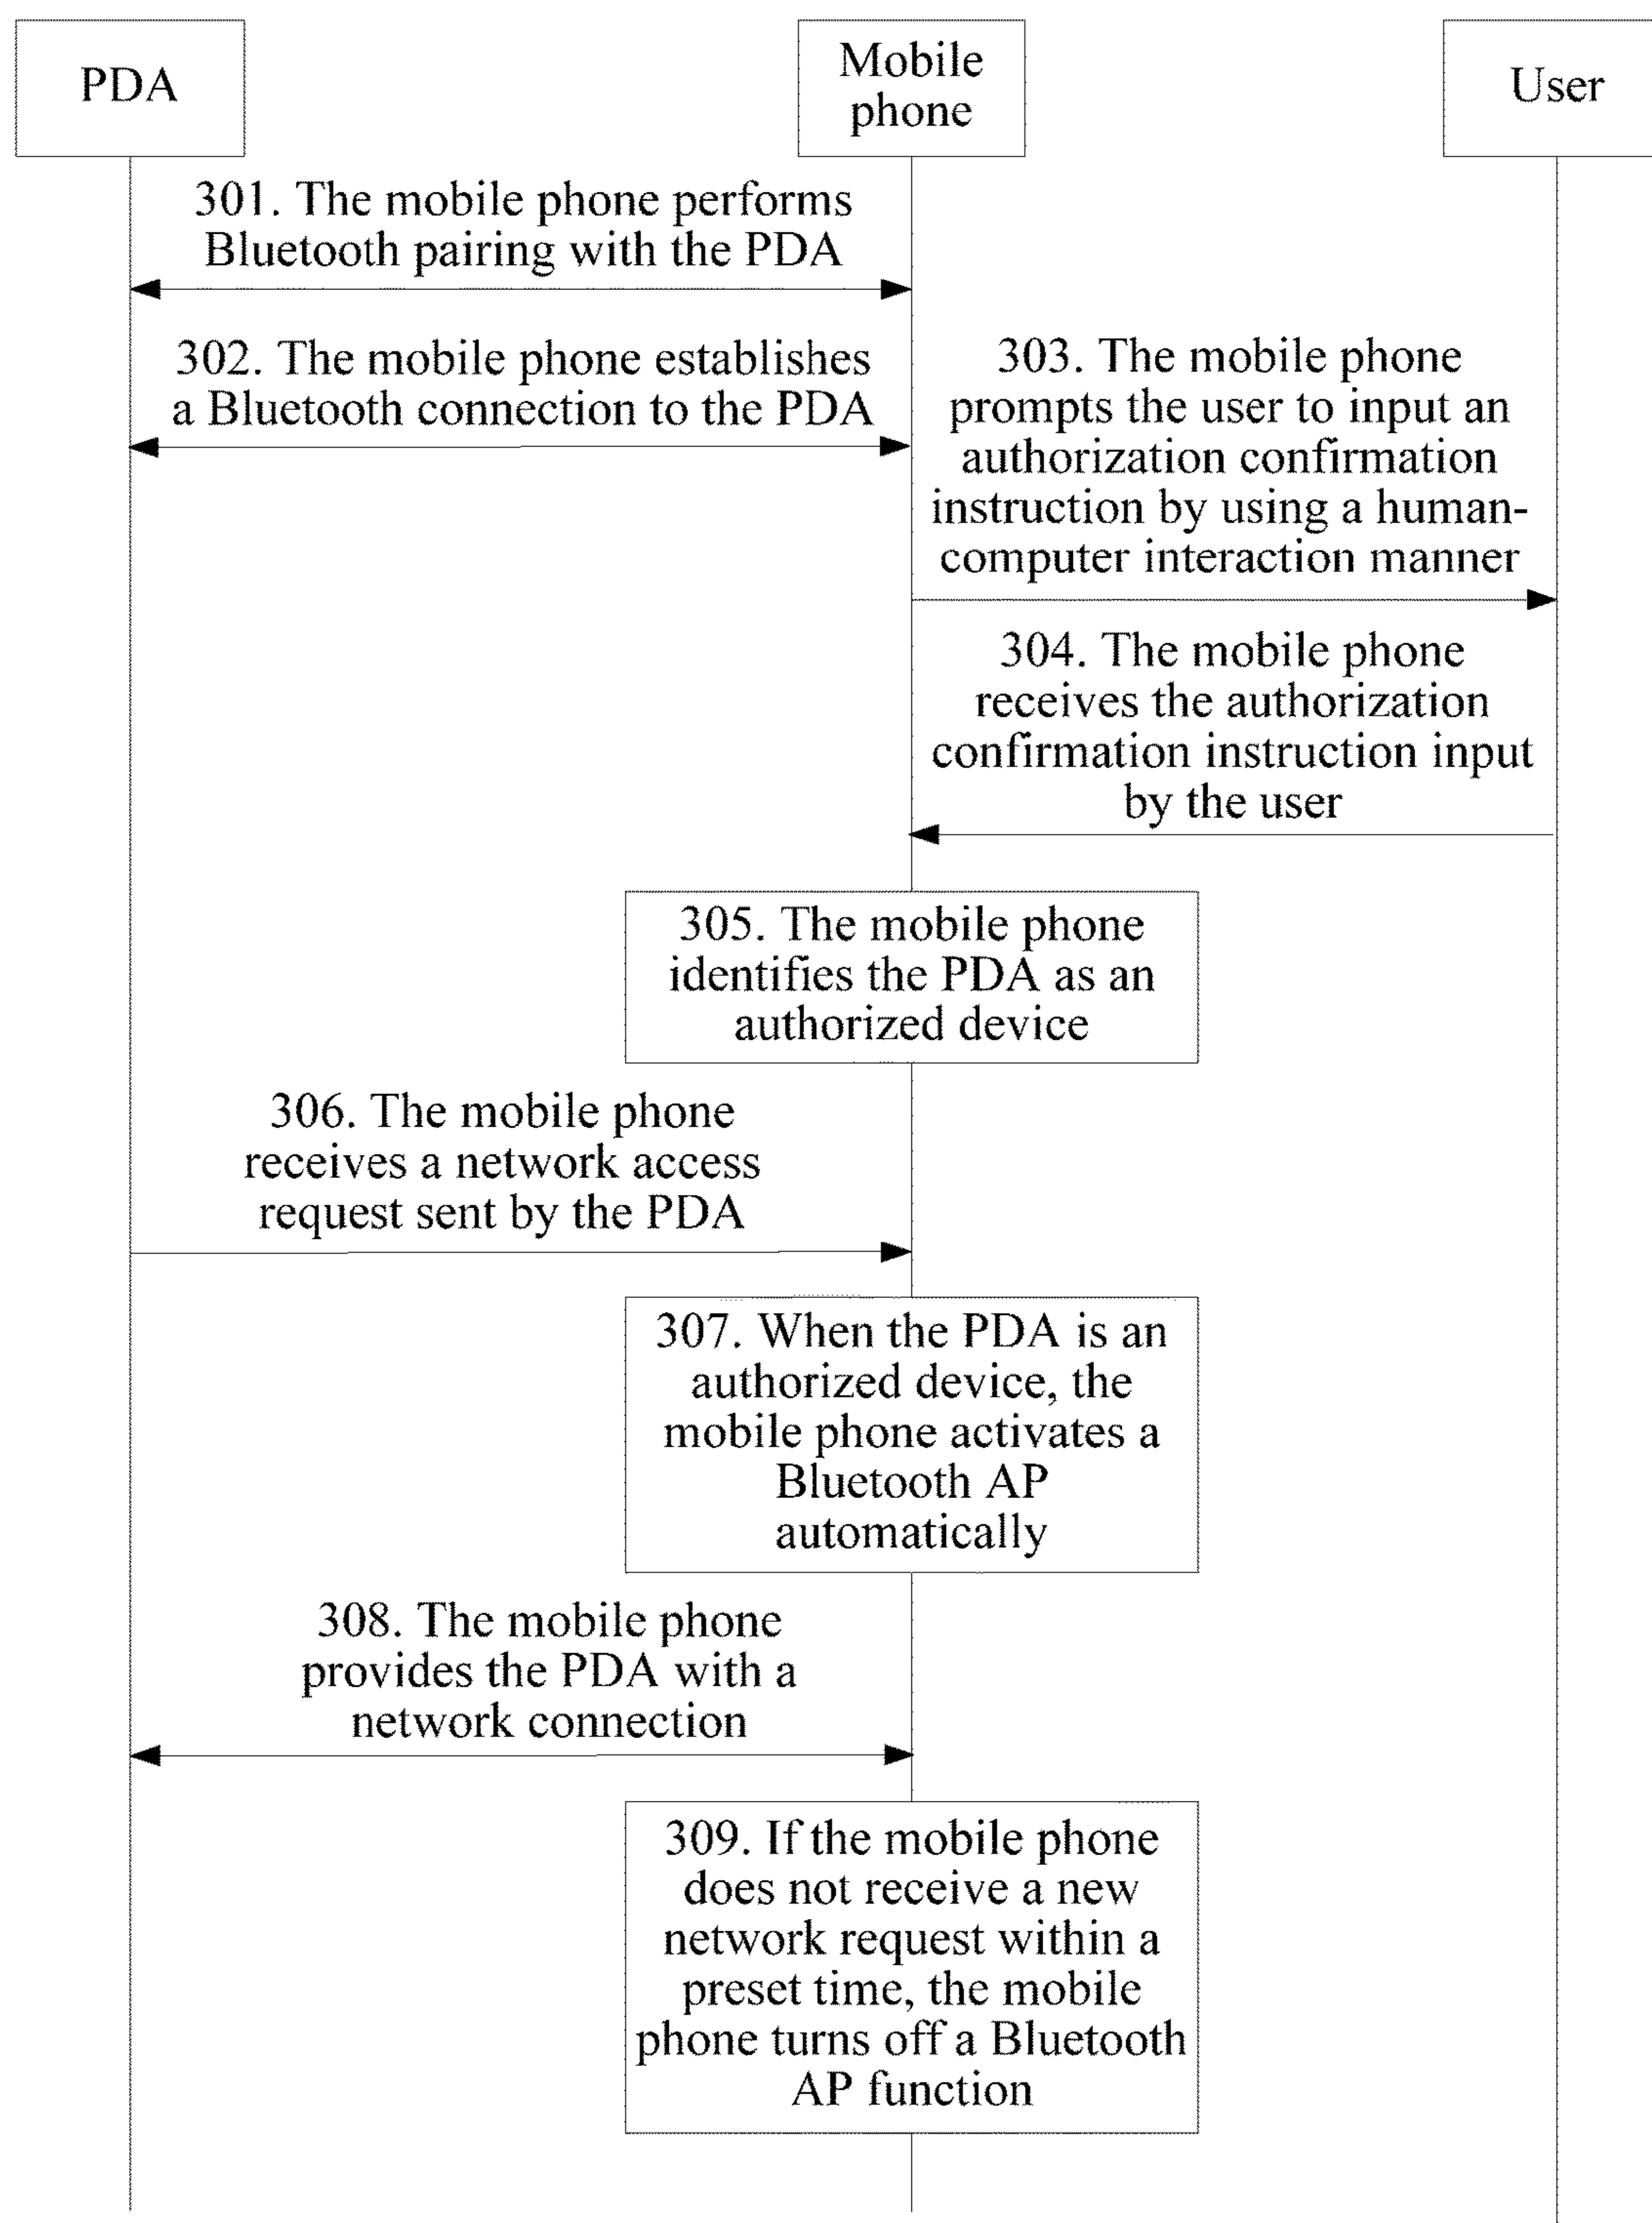 PDA
Mobile
phone
User
301. The mobile phone performs
Bluetooth pairing with the PDA
302. The mobile phone establishes
a Bluetooth connection to the PDA
303. The mobile phone
prompts the user to input an
authorization confirmation
instruction by using a human-
computer interaction manner
304. The mobile phone
receives the authorization
confirmation instruction input
by the user
305. The mobile phone
identifies the PDA as an
authorized device
306. The mobile phone
receives a network access
request sent by the PDA
307. When the PDA is an
authorized device, the
mobile phone activates a
Bluetooth AP
automatically
308. The mobile phone
provides the PDA with a
network connection
309. If the mobile phone
does not receive a new
network request within a
preset time, the mobile
phone turns off a Bluetooth
AP function